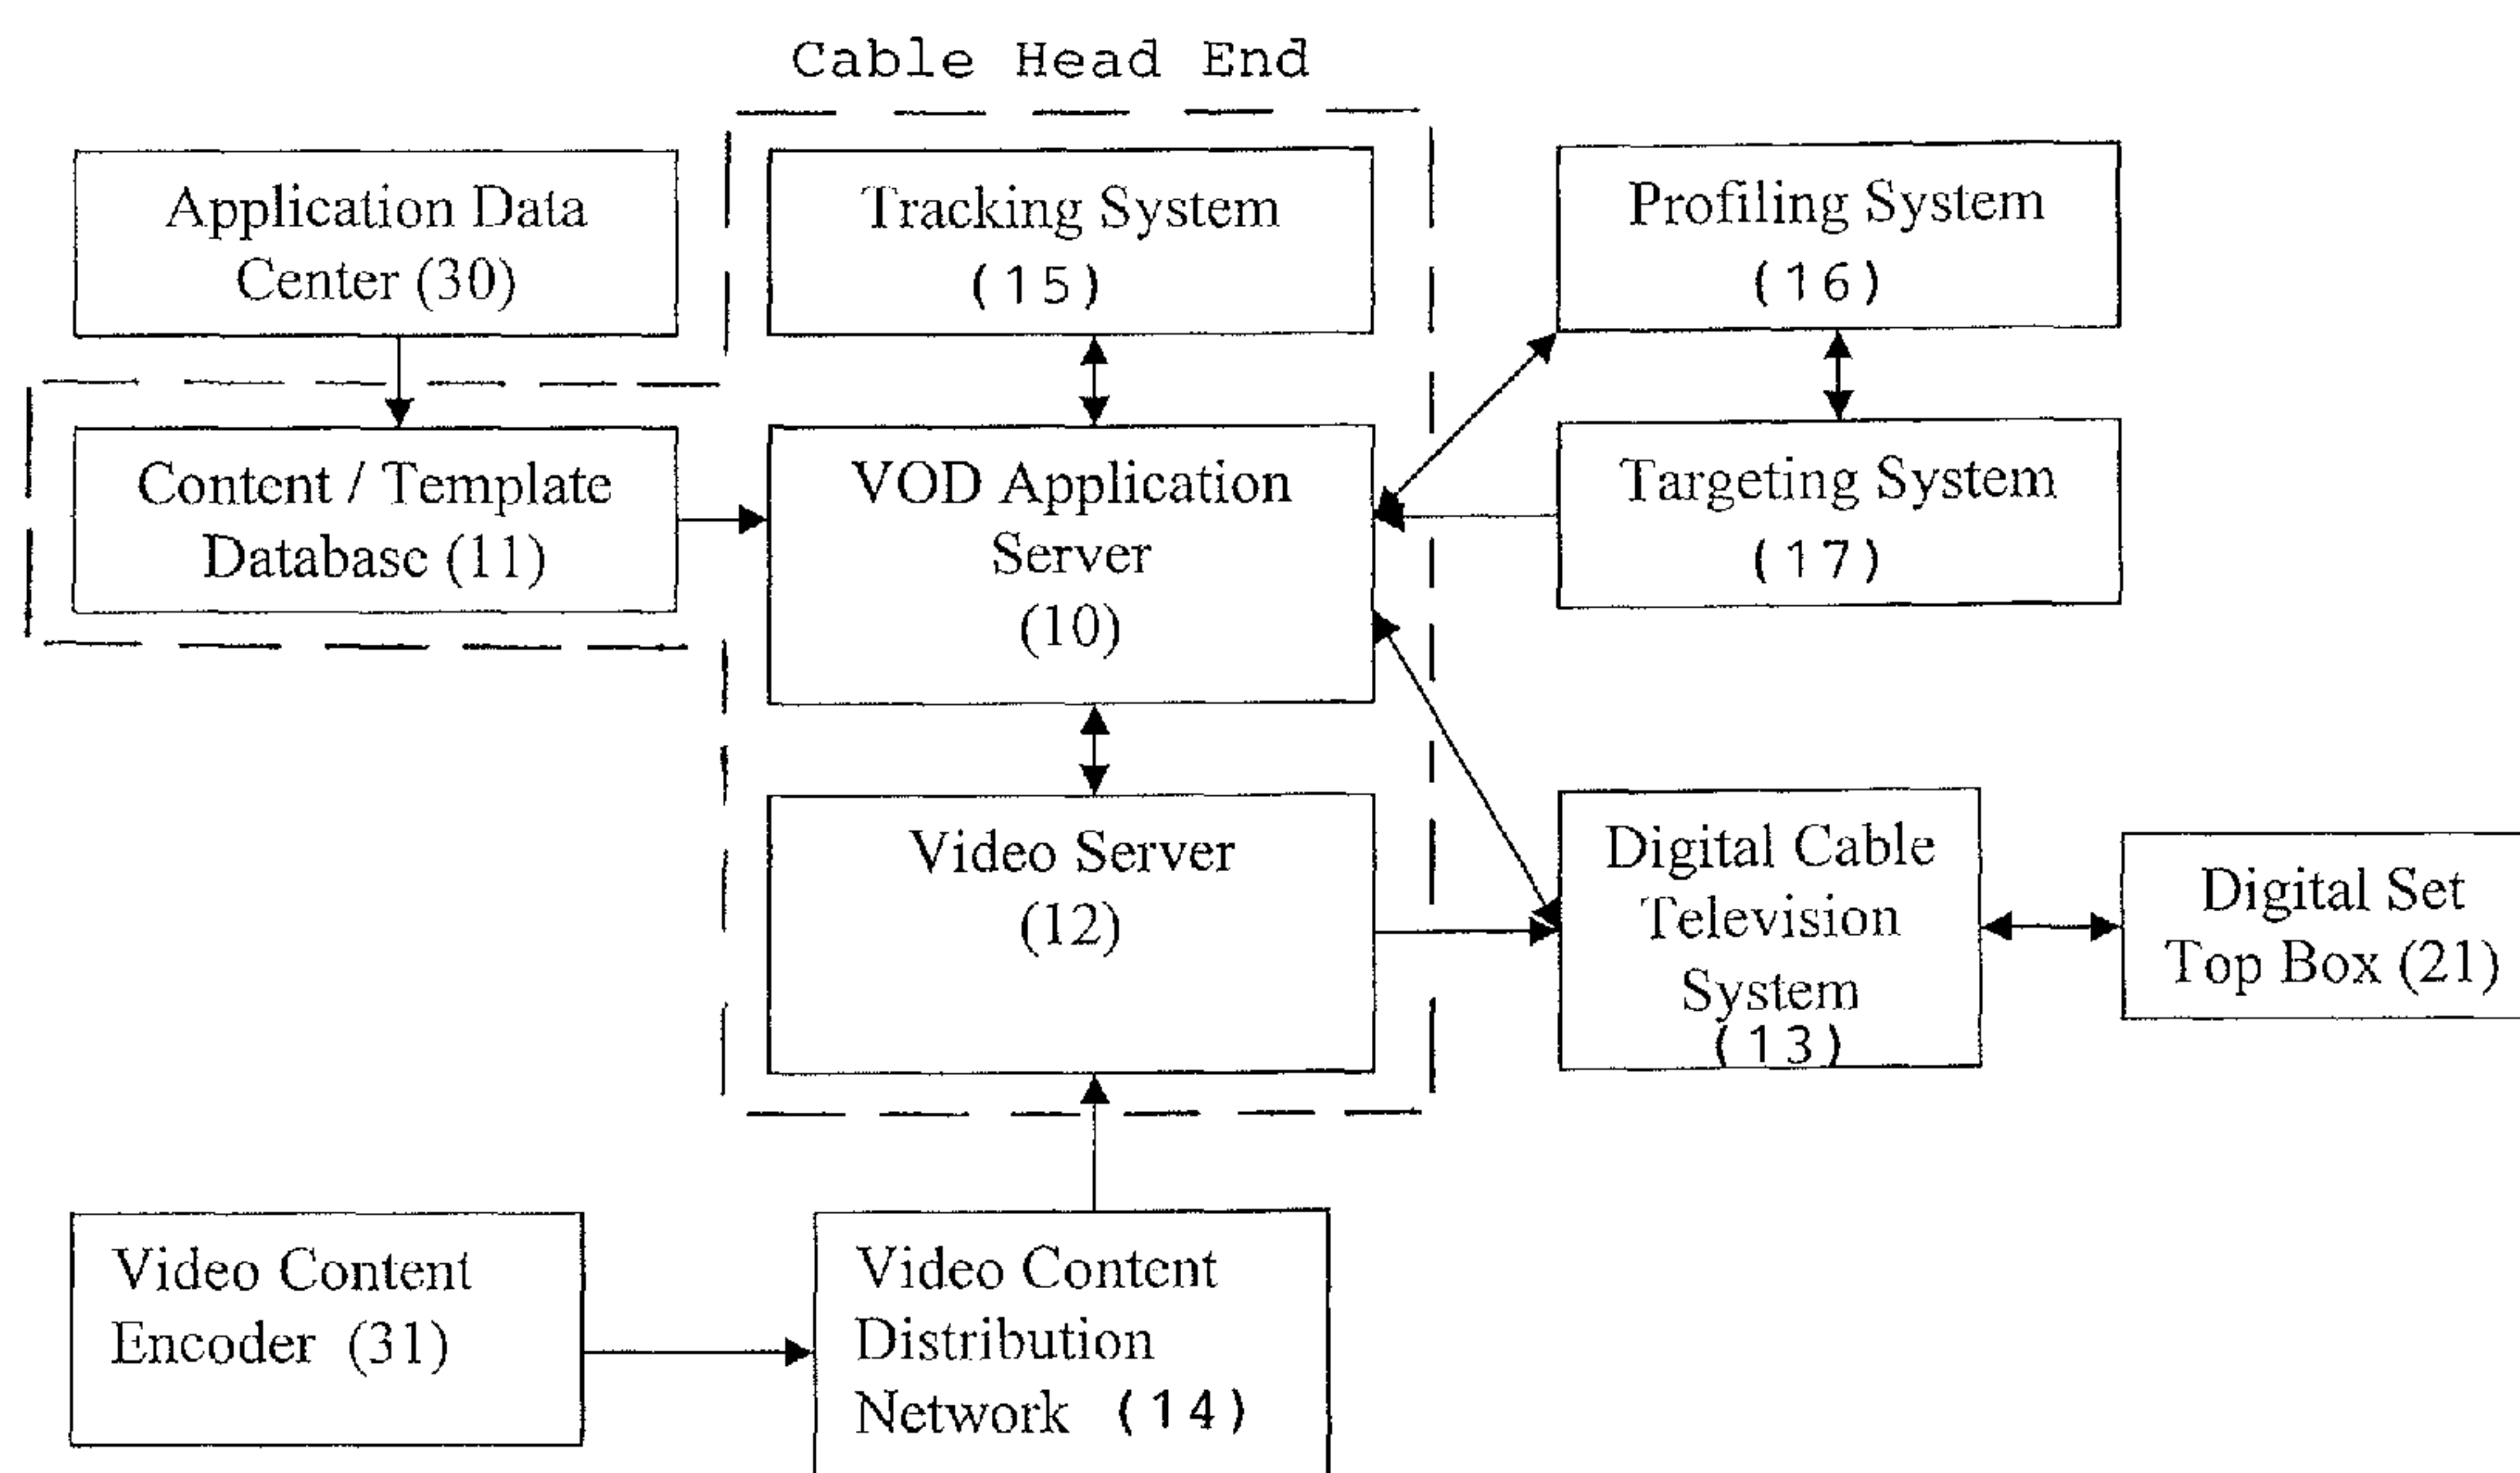 Cable Head End
Application Data
Center (30)
Tracking System
(15)
Profiling System
(16)
Content / Template
Database (11)
VOD Application
Server
(10)
Targeting System
(17)
Video Server
(12)
Digital Cable
Television
System
(13)
Digital Set
Top Box (21)
Video Content
Encoder (31)
Video Content
Distribution
Network (14)